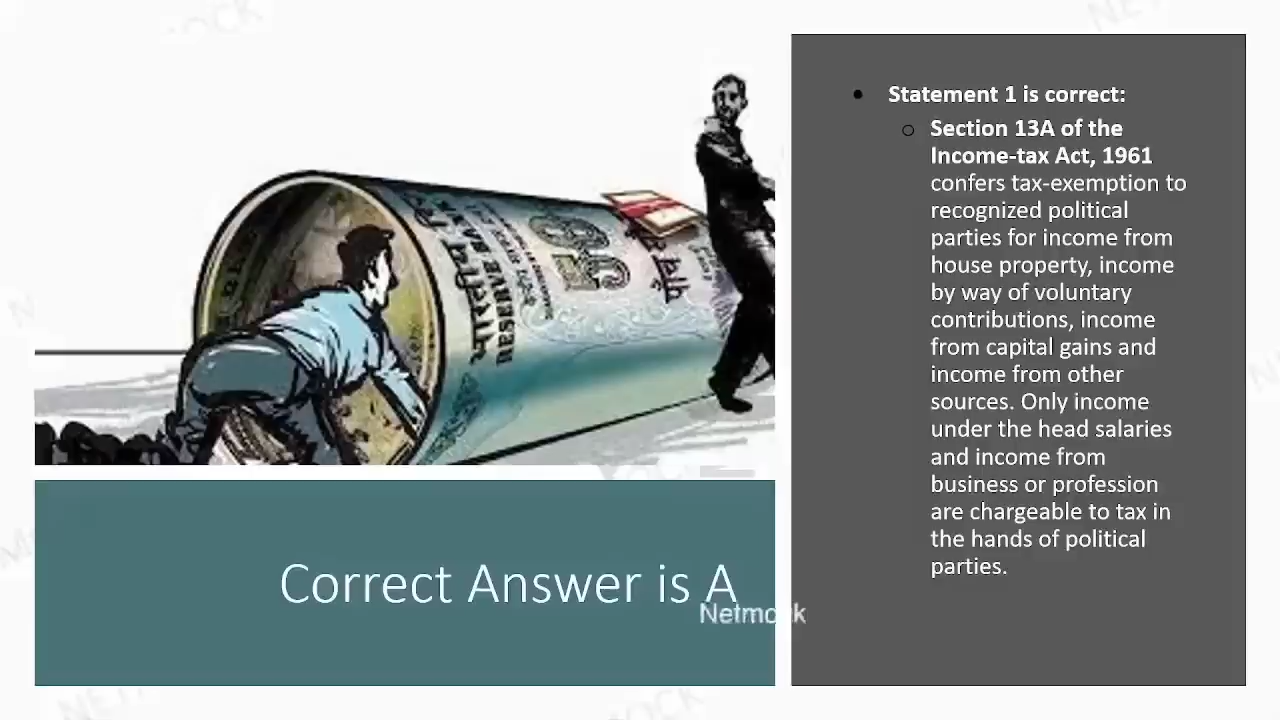 Statement 1 is correct:
Section 13A of the
Income-tax Act, 1961
confers tax-exemption to
recognized political
parties for income from
house property, income
by way of voluntary
contributions, income
from capital gains and
income from other
sources. Only income
under the head salaries
and income from
business or profession
are chargeable to tax in
the hands of political
parties.
Correct Answer is A
Netmock